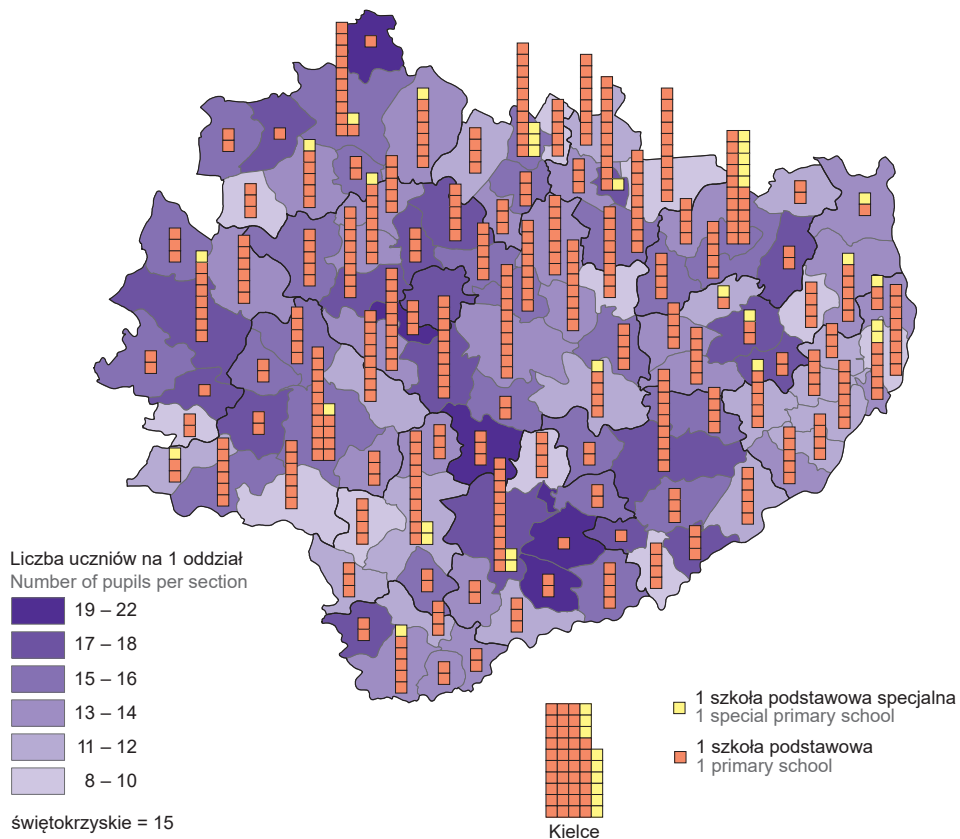 Liczba uczniów na 1 oddział
Number of pupils per section
19 – 22
17 – 18
15 – 16
13 – 14
11 – 12
8 – 10
świętokrzyskie = 15
Kielce
1 szkoła podstawowa specjalna
1 special primary school
1 szkoła podstawowa
1 primary school